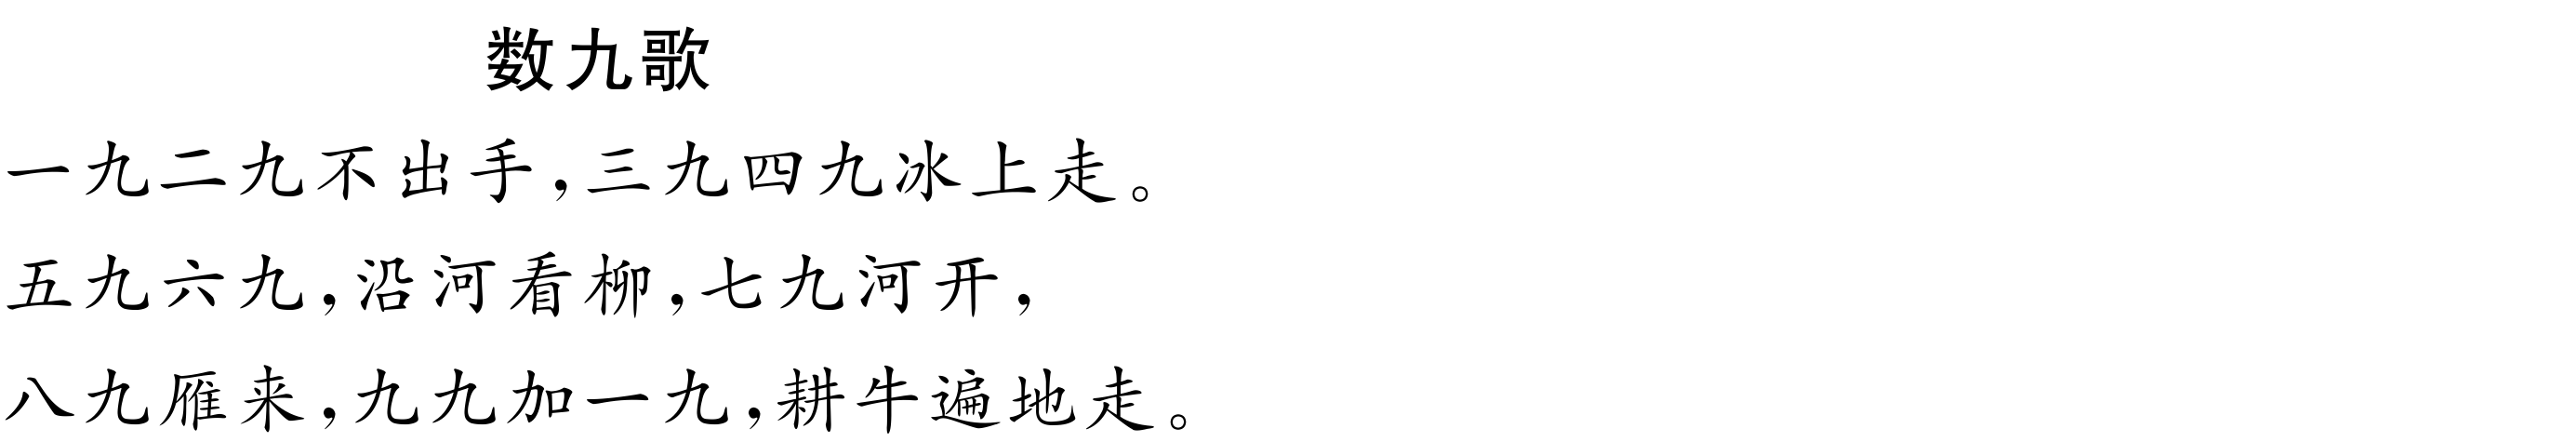 数九歌
一九二九不出手,三九四九冰上走。
五九六九,沿河看柳,七九河开,
八九雁来,九九加一九,耕牛遍地走。